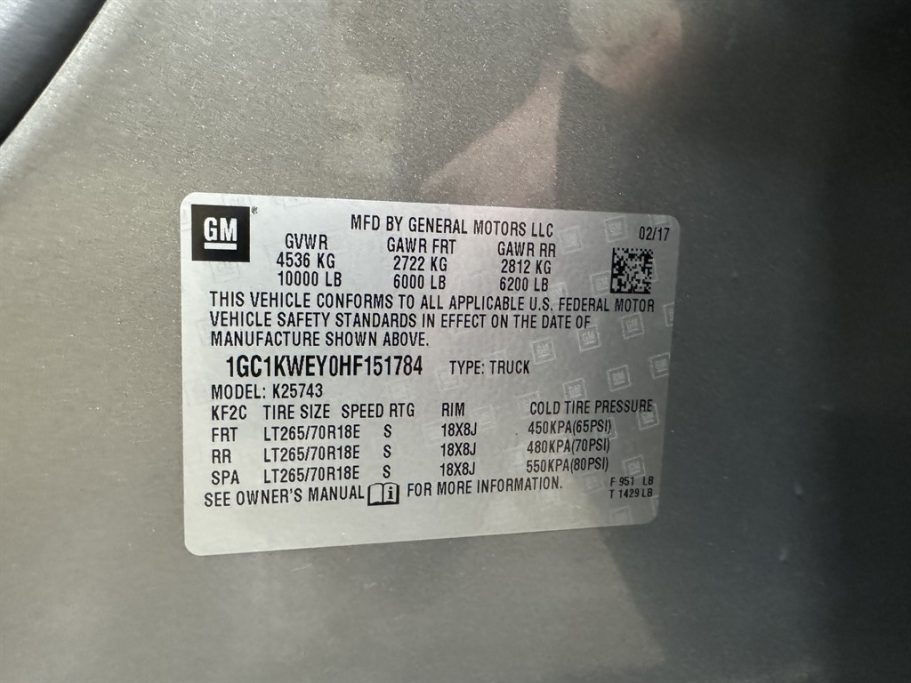 GM®
MFD BY GENERAL MOTORS LLC 02/17
GVWR GAWR FRT GAWR RR
4536 KG 2722 KG 2812 KG
10000 LB 6000 LB 6200 LB
THIS VEHICLE CONFORMS TO ALL APPLICABLE U.S. FEDERAL MOTOR
VEHICLE SAFETY STANDARDS IN EFFECT ON THE DATE OF
MANUFACTURE SHOWN ABOVE.
1GC1KWEY0HF151784 TYPE: TRUCK
MODEL: K25743
KF2C TIRE SIZE SPEED RTG RIM COLD TIRE PRESSURE
FRT LT265/70R18E S 18X8J 450KPA(65PSI)
RR LT265/70R18E S 18X8J 480KPA(70PSI)
SPA LT265/70R18E S 18X8J 550KPA(80PSI)
SEE OWNER'S MANUAL i FOR MORE INFORMATION.
F 951 LB
T 1429 LB